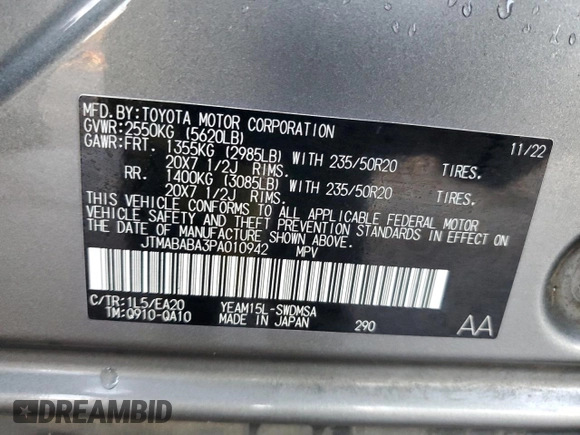 MFD.BY:TOYOTA MOTOR CORPORATION 11/22
GVWR:2550KG (5620LB)
GAWR:FRT. 1355KG (2985LB) WITH 235/50R20 TIRES.
20X7 1/2J RIMS.
RR. 1400KG (3085LB) WITH 235/50R20 TIRES.
20X7 1/2J RIMS.
THIS VEHICLE CONFORMS TO ALL APPLICABLE FEDERAL MOTOR
VEHICLE SAFETY AND THEFT PREVENTION STANDARDS IN EFFECT ON
THE DATE OF MANUFACTURE SHOWN ABOVE.
JTMABABA3PA010942 MPV
C/TR:1L5/EA20 YEAM15L-SWDMSA
TM:Q910-QA10 MADE IN JAPAN 290 AA
DREAMBID